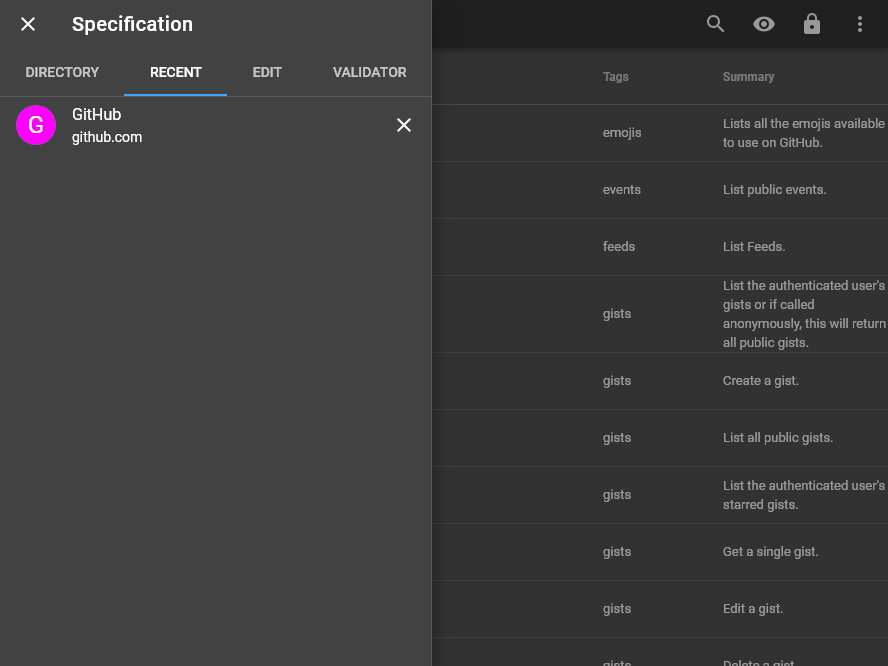 Specification
DIRECTORY RECENT EDIT VALIDATOR
G
GitHub
github.com
Tags Summary
emojis Lists all the emojis available
to use on GitHub.
events List public events.
feeds List Feeds.
gists List the authenticated user's
gists or if called
anonymously, this will return
all public gists.
gists Create a gist.
gists List all public gists.
gists List the authenticated user's
starred gists.
gists Get a single gist.
gists Edit a gist.
gists Delete a gist.